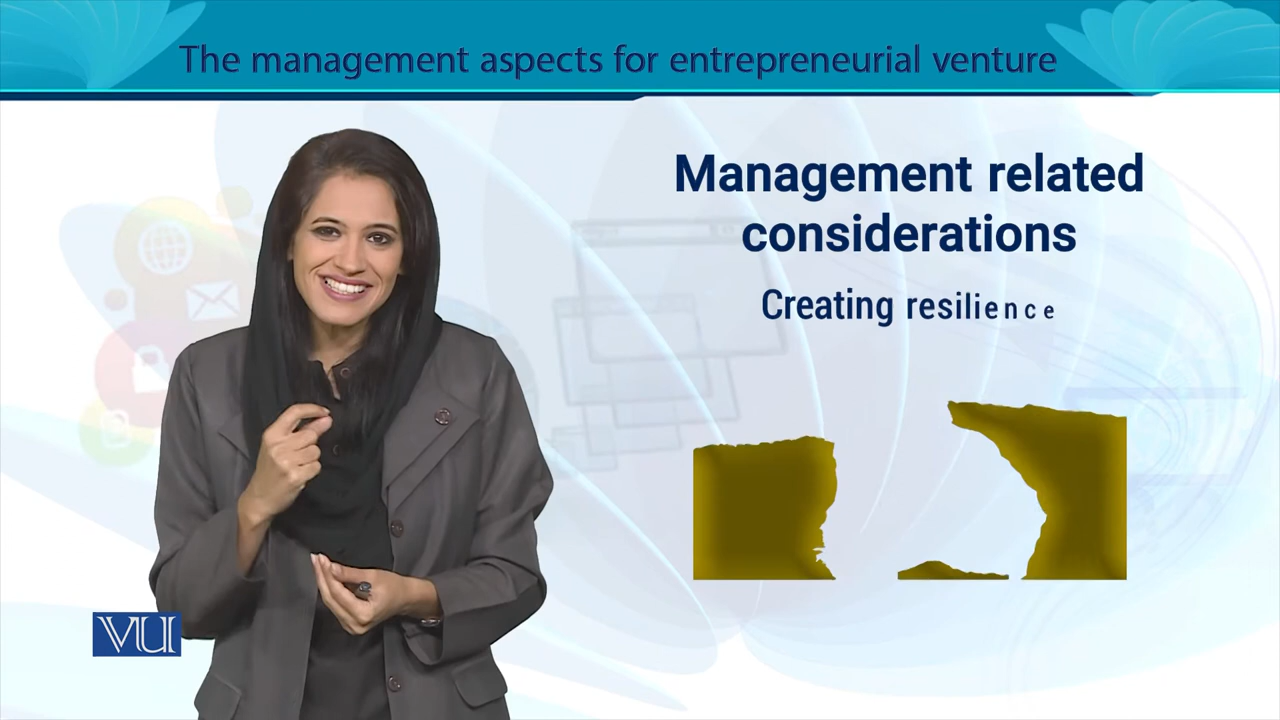 The management aspects for entrepreneurial venture
Management related
considerations
Creating resilience
VU